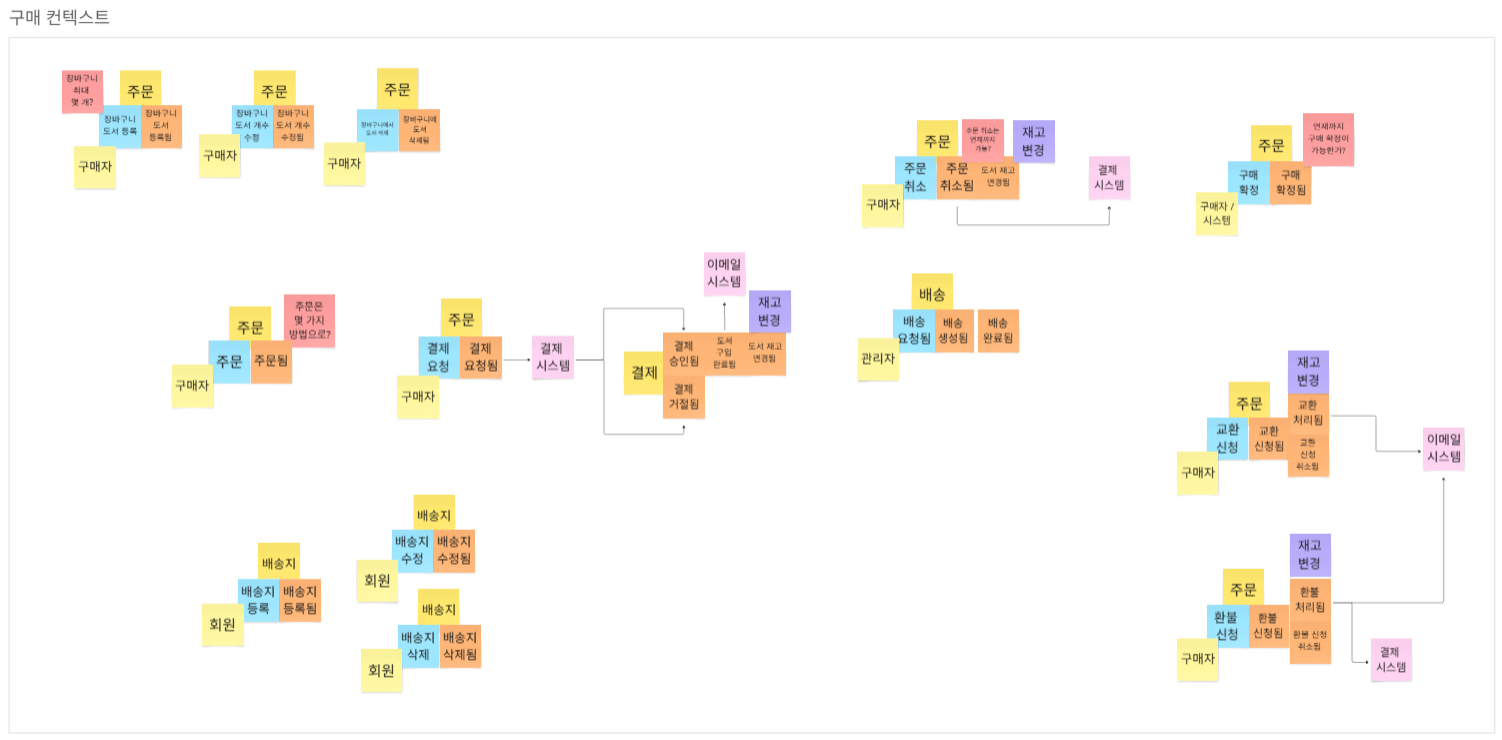 구매 컨텍스트
장바구니
최대
몇 개?
주문
장바구니
도서 등록
장바구니
도서
등록됨
구매자
주문
장바구니
도서 개수
수정
장바구니
도서 개수
수정됨
구매자
주문
장바구니에서
도서 삭제
장바구니에
도서
삭제됨
구매자
주문
주문 취소는
언제까지
가능?
재고
변경
주문
취소
주문
취소됨
도서 재고
변경됨
구매자
결제
시스템
주문
언제까지
구매 확정이
가능한가?
구매
확정
구매
확정됨
구매자 /
시스템
주문
주문은
몇 가지
방법으로?
주문
주문됨
구매자
주문
결제
요청
결제
요청됨
구매자
결제
시스템
이메일
시스템
재고
변경
결제
결제
승인됨
도서
구입
완료됨
도서 재고
변경됨
결제
거절됨
배송
배송
요청됨
배송
생성됨
배송
완료됨
관리자
재고
변경
주문
교환
신청
교환
신청됨
교환
처리됨
교환
신청
취소됨
구매자
이메일
시스템
배송지
배송지
등록
배송지
등록됨
회원
배송지
배송지
수정
배송지
수정됨
회원
배송지
배송지
삭제
배송지
삭제됨
회원
재고
변경
주문
환불
신청
환불
신청됨
환불
처리됨
환불 신청
취소됨
구매자
결제
시스템